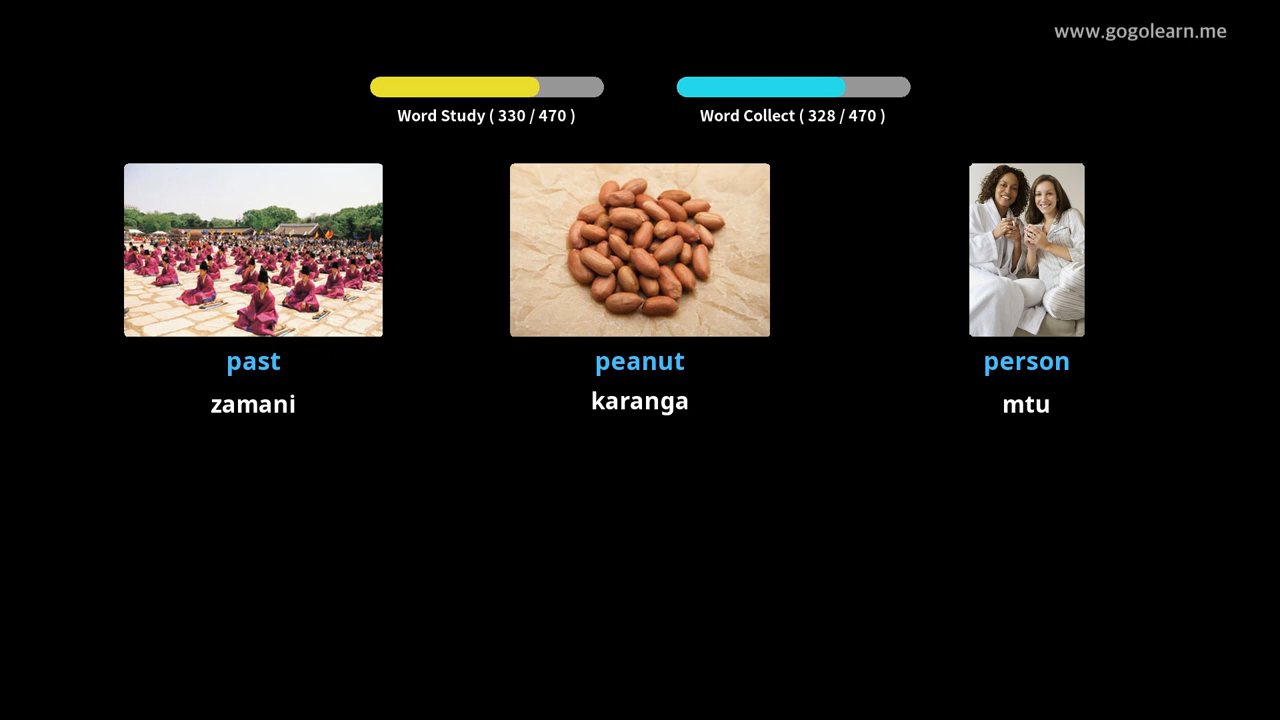 www.gogolearn.me
Word Study ( 330 / 470 )
Word Collect ( 328 / 470 )
past
peanut
person
zamani
karanga
mtu